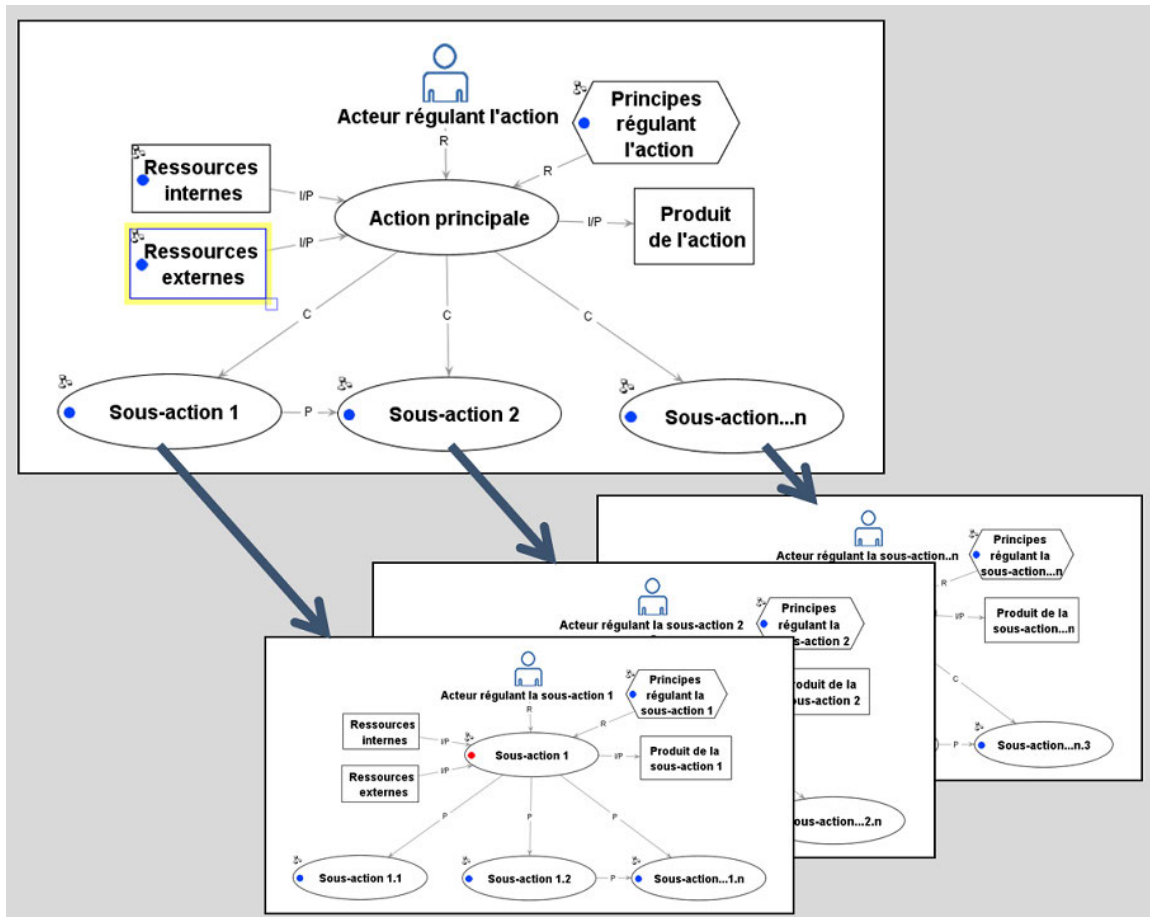 Acteur régulant l'action
Principes
régulant
l'action
R
R
Ressources
internes
I/P
Action principale
I/P
Produit
de l'action
Ressources
externes
I/P
C
C
C
Sous-action 1
P
Sous-action 2
Sous-action...n
Acteur régulant la sous-action..n
Principes
régulant la
sous-action...n
R
I/P
Produit de la
sous-action...n
C
P
Sous-action...n.3
Acteur régulant la sous-action 2
Principes
régulant la
sous-action 2
roduit de la
ous-action 2
ous-action...2.n
Acteur régulant la sous-action 1
Principes
régulant la
sous-action 1
R
R
Ressources
internes
I/P
Sous-action 1
I/P
Produit de la
sous-action 1
Ressources
externes
I/P
P
P
P
Sous-action 1.1
Sous-action 1.2
P
Sous-action...1.n